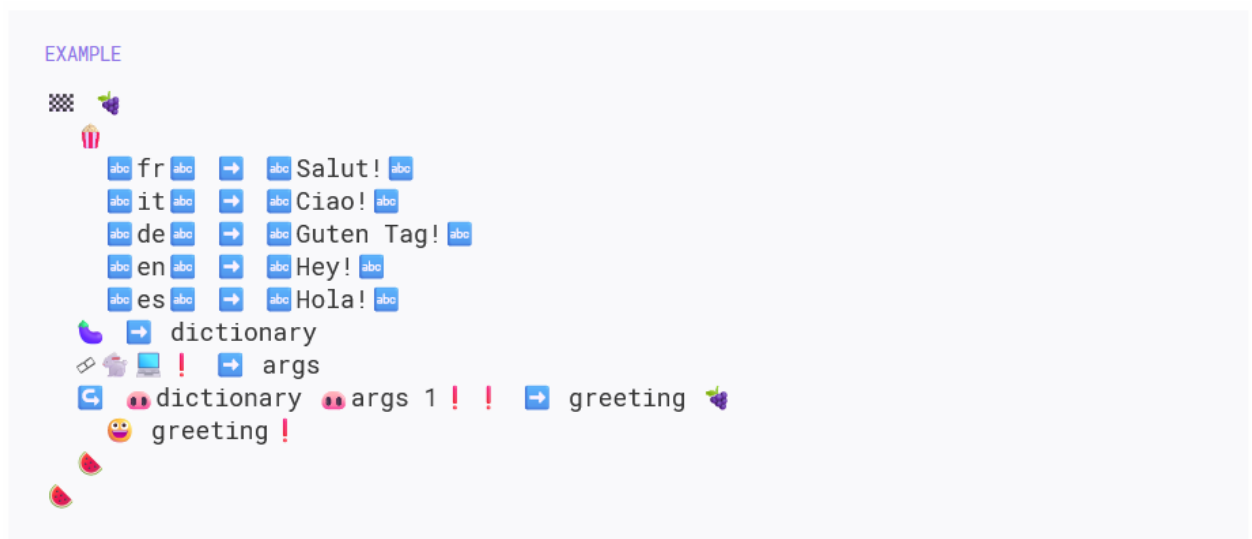 EXAMPLE
🏁 🍇
🍿
🔤fr🔤 ➡️ 🔤Salut!🔤
🔤it🔤 ➡️ 🔤Ciao!🔤
🔤de🔤 ➡️ 🔤Guten Tag!🔤
🔤en🔤 ➡️ 🔤Hey!🔤
🔤es🔤 ➡️ 🔤Hola!🔤
🍆 ➡️ dictionary
🔗🐇💻❗ ➡️ args
↪️ 🐽dictionary 🐽args 1❗❗ ➡️ greeting 🍇
😀 greeting❗
🍉
🍉